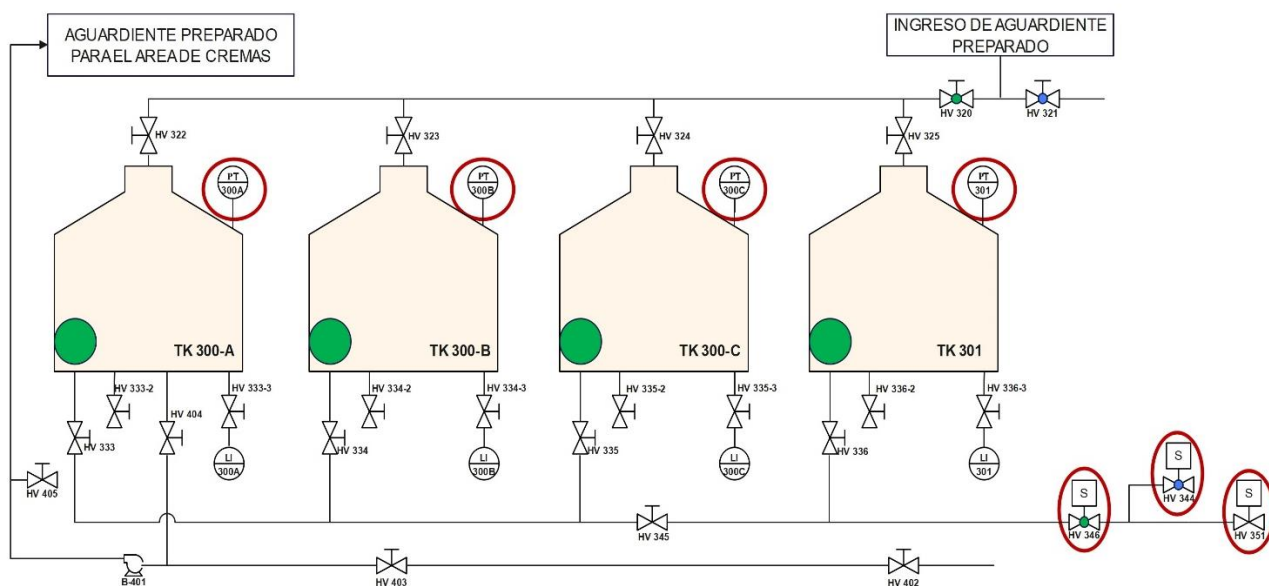 AGUARDIENTE PREPARADO
PARA EL AREA DE CREMAS
INGRESO DE AGUARDIENTE
PREPARADO
HV 320
HV 321
HV 322
HV 323
HV 324
HV 325
PT
300A
PT
300B
PT
300C
PT
301
TK 300-A
TK 300-B
TK 300-C
TK 301
HV 333-2
HV 333-3
HV 404
HV 333
LI
300A
HV 334-2
HV 334-3
HV 334
LI
300B
HV 335-2
HV 335-3
HV 335
LI
300C
HV 336-2
HV 336-3
HV 336
LI
301
HV 405
HV 345
S
HV 346
S
HV 344
S
HV 351
B-401
HV 403
HV 402